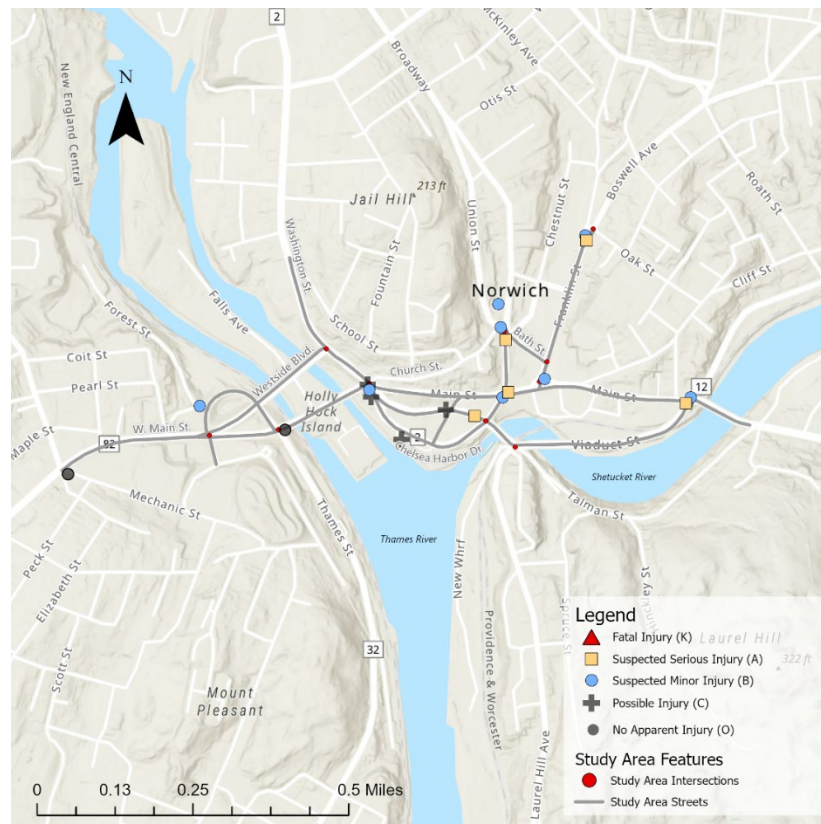 2
McKinley Ave
Broadway
New England Central
N
Otis St
Boswell Ave
Roath St
Chestnut St
Jail Hill
213 ft
Union St
Fountain St
Washington St.
Oak St
Cliff St
Norwich
Franklin St
Falls Ave
Forest St
School St
Bath St.
Westside Blvd.
Church St.
Coit St
Pearl St
Main St
Main St
12
Holly
Hock
Island
Maple St
W. Main St.
82
2
Chelsea Harbor Dr
Viaduct St
Shetucket River
Mechanic St
Talman St
Thames St
Thames River
New Whrf
Peck St
Elizabeth St
Scott St
Providence & Worcester
Spruce St
32
Mount
Pleasant
Laurel Hill
322 ft
Laurel Hill Ave
Legend
Fatal Injury (K)
Suspected Serious Injury (A)
Suspected Minor Injury (B)
Possible Injury (C)
No Apparent Injury (O)
Study Area Features
Study Area Intersections
Study Area Streets
0
0.13
0.25
0.5 Miles